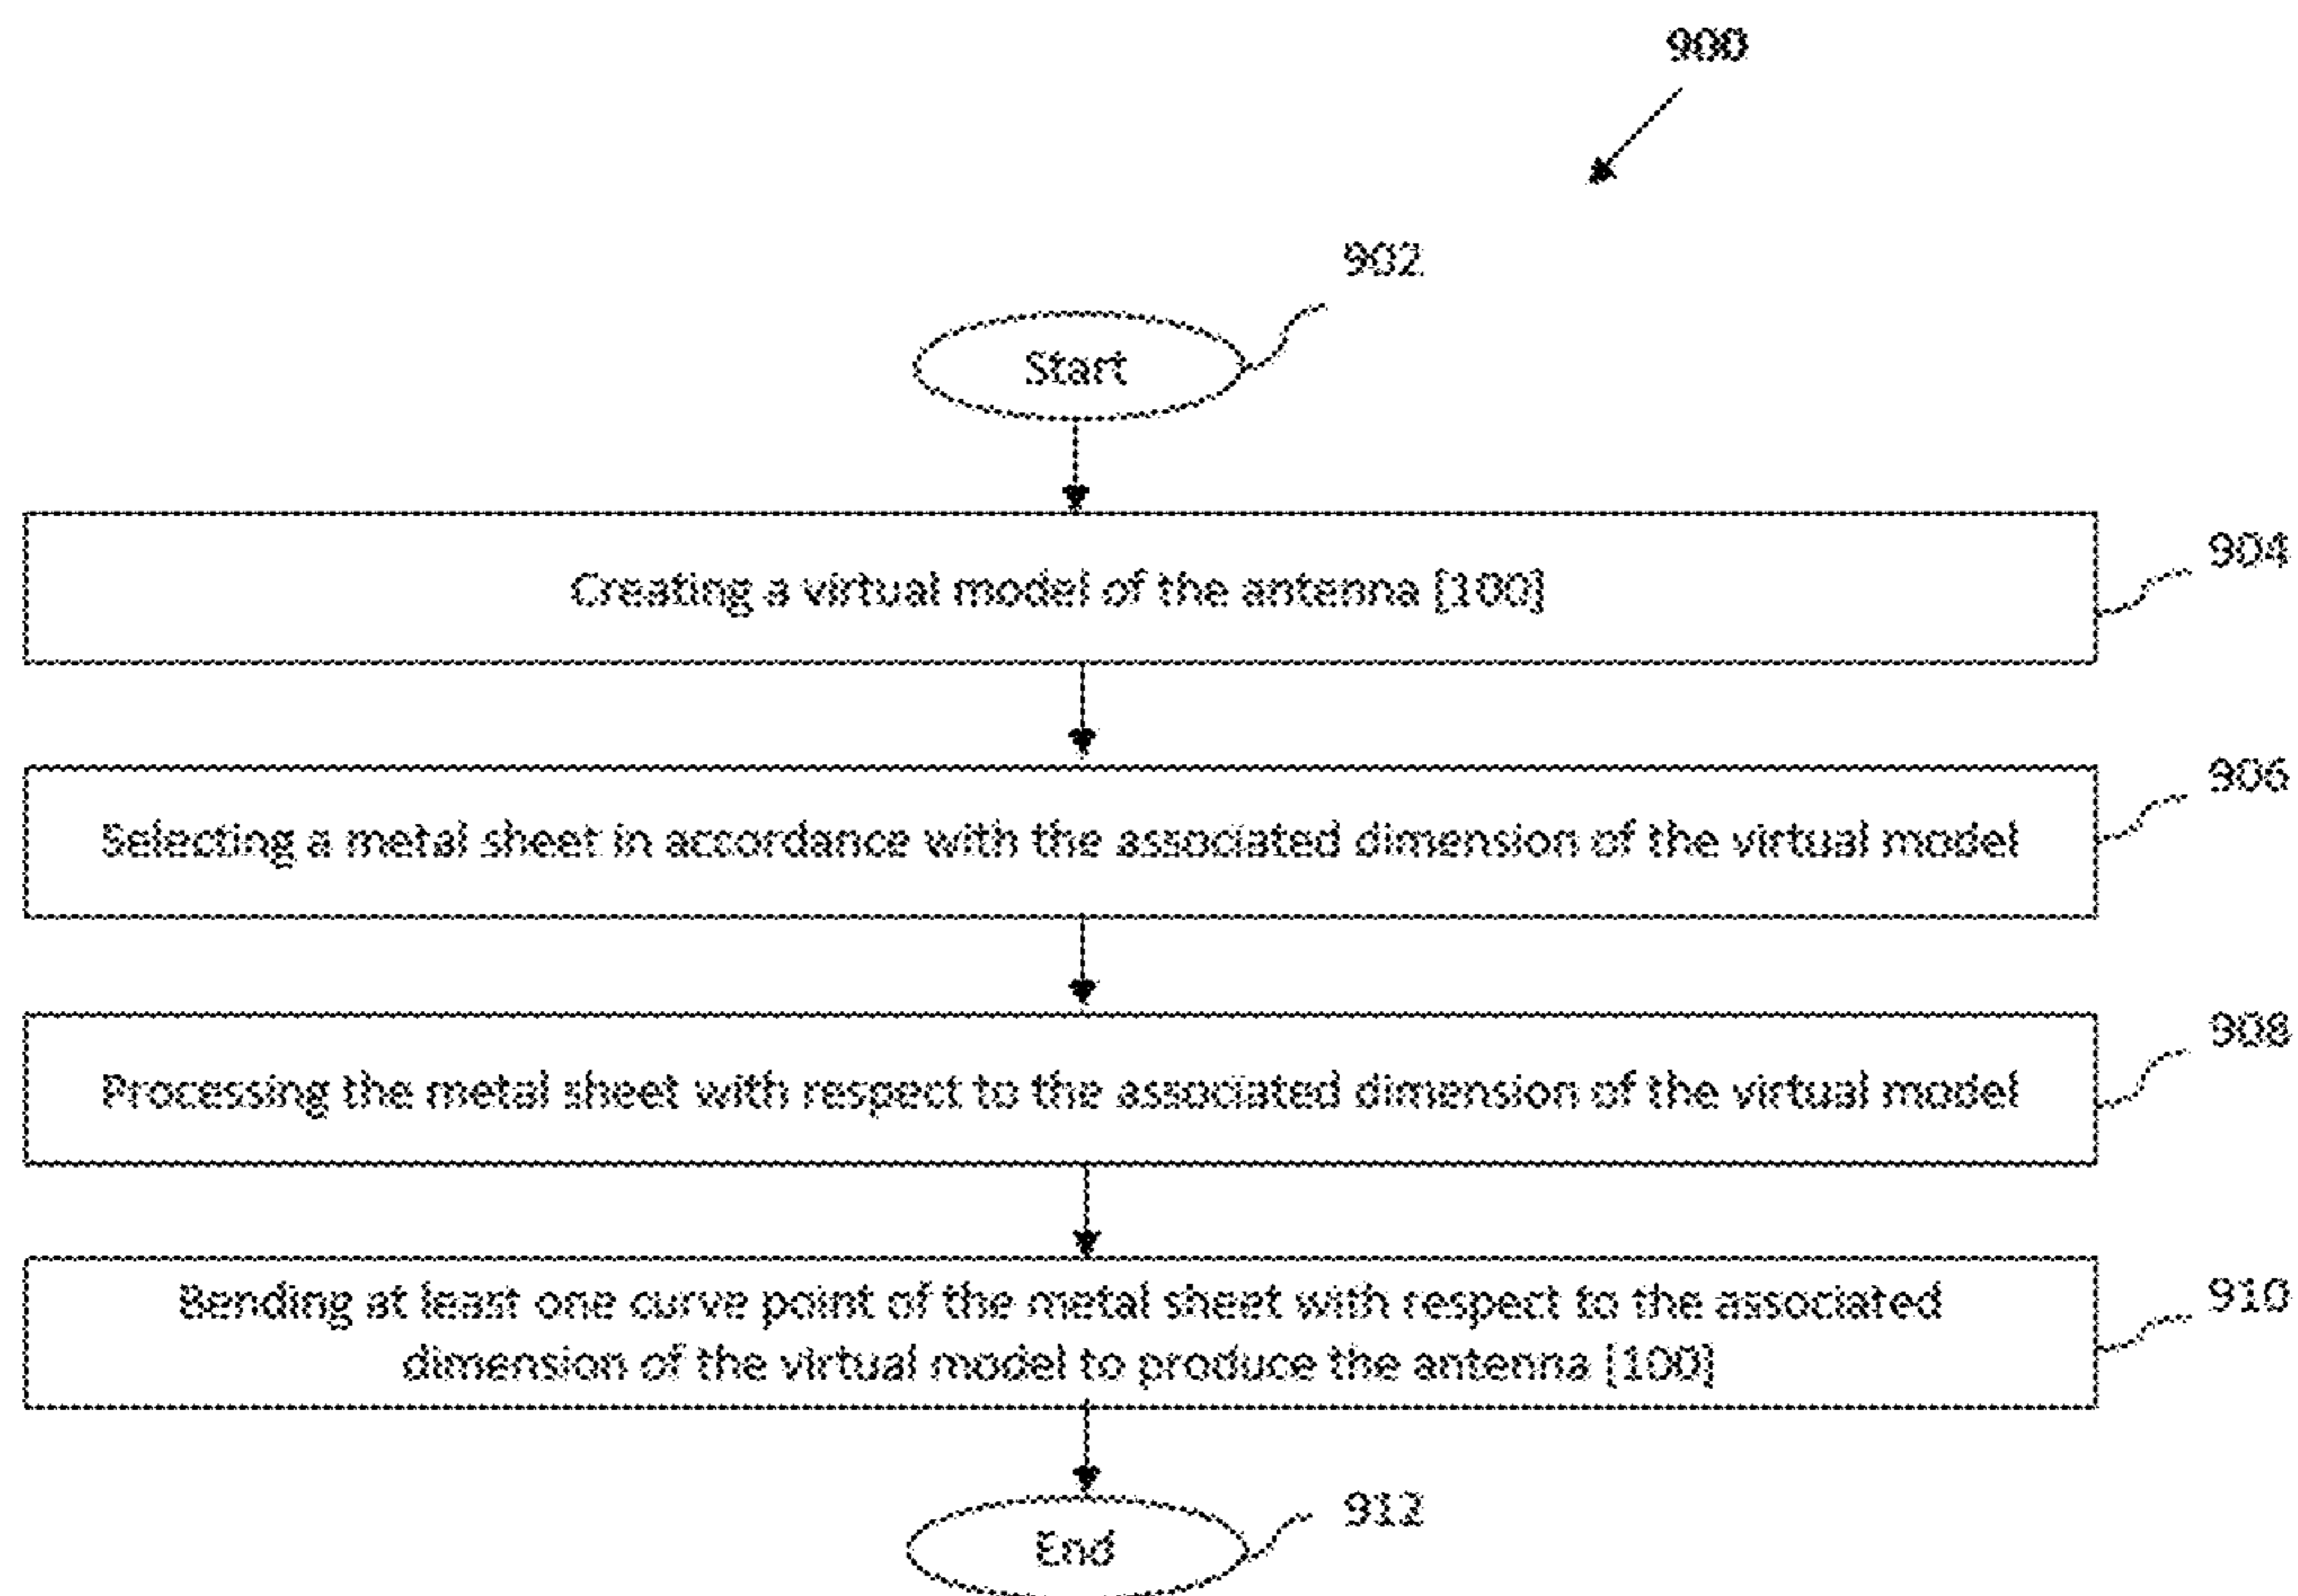 900
902
Start
Creating a virtual model of the antenna [100]
904
Selecting a metal sheet in accordance with the associated dimension of the virtual model
906
Processing the metal sheet with respect to the associated dimension of the virtual model
908
Bending at least one curve point of the metal sheet with respect to the associated
dimension of the virtual model to produce the antenna [100]
910
End
912